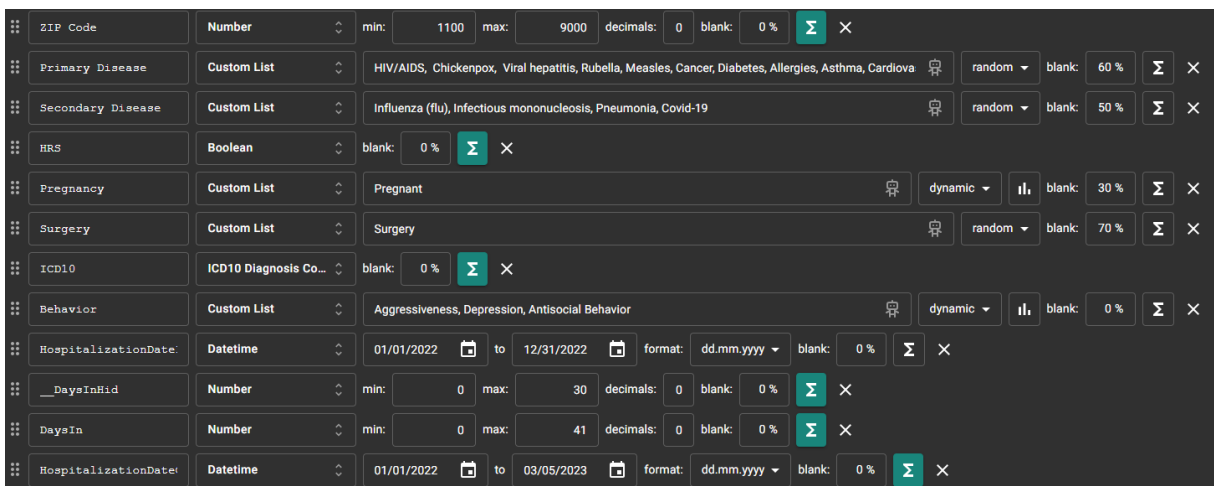 ZIP Code Number min: 1100 max: 9000 decimals: 0 blank: 0 % Σ ×
Primary Disease Custom List HIV/AIDS, Chickenpox, Viral hepatitis, Rubella, Measles, Cancer, Diabetes, Allergies, Asthma, Cardiova random blank: 60 % Σ ×
Secondary Disease Custom List Influenza (flu), Infectious mononucleosis, Pneumonia, Covid-19 random blank: 50 % Σ ×
HRS Boolean blank: 0 % Σ ×
Pregnancy Custom List Pregnant dynamic blank: 30 % Σ ×
Surgery Custom List Surgery random blank: 70 % Σ ×
ICD10 ICD10 Diagnosis Co... blank: 0 % Σ ×
Behavior Custom List Aggressiveness, Depression, Antisocial Behavior dynamic blank: 0 % Σ ×
HospitalizationDate Datetime 01/01/2022 to 12/31/2022 format: dd.mm.yyyy blank: 0 % Σ ×
__DaysInHid Number min: 0 max: 30 decimals: 0 blank: 0 % Σ ×
DaysIn Number min: 0 max: 41 decimals: 0 blank: 0 % Σ ×
HospitalizationDate Datetime 01/01/2022 to 03/05/2023 format: dd.mm.yyyy blank: 0 % Σ ×